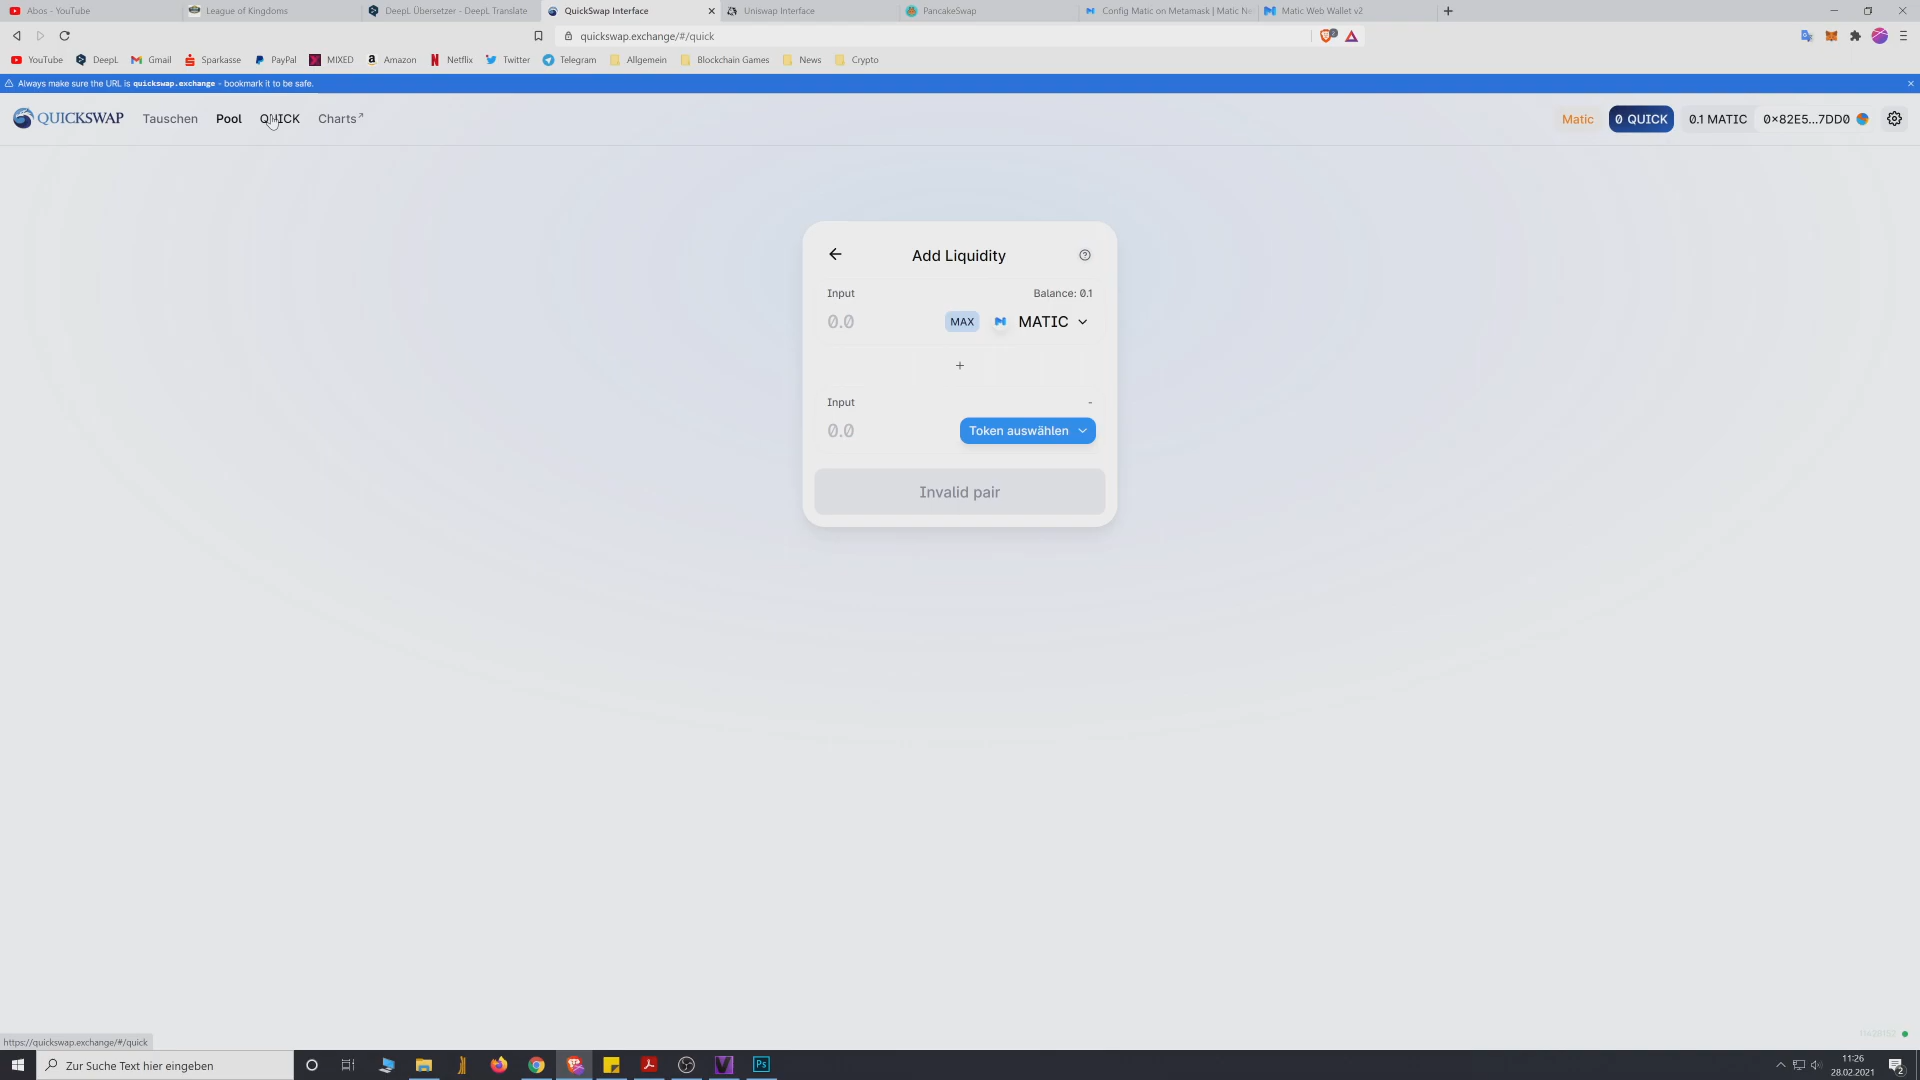 Abos - YouTube
League of Kingdoms
DeepL Übersetzer - DeepL Translate
QuickSwap Interface
Uniswap Interface
PancakeSwap
Config Matic on Metamask | Matic Ne
Matic Web Wallet v2
quickswap.exchange/#/quick
YouTube
DeepL
Gmail
Sparkasse
PayPal
MIXED
Amazon
Netflix
Twitter
Telegram
Allgemein
Blockchain Games
News
Crypto
Always make sure the URL is quickswap.exchange - bookmark it to be safe.
QUICKSWAP
Tauschen
Pool
QUICK
Charts
Matic
0 QUICK
0.1 MATIC
0×82E5...7DD0
Add Liquidity
Input
Balance: 0.1
0.0
MAX
MATIC
+
Input
-
0.0
Token auswählen
Invalid pair
https://quickswap.exchange/#/quick
Zur Suche Text hier eingeben
Ps
11:26
28.02.2021
2